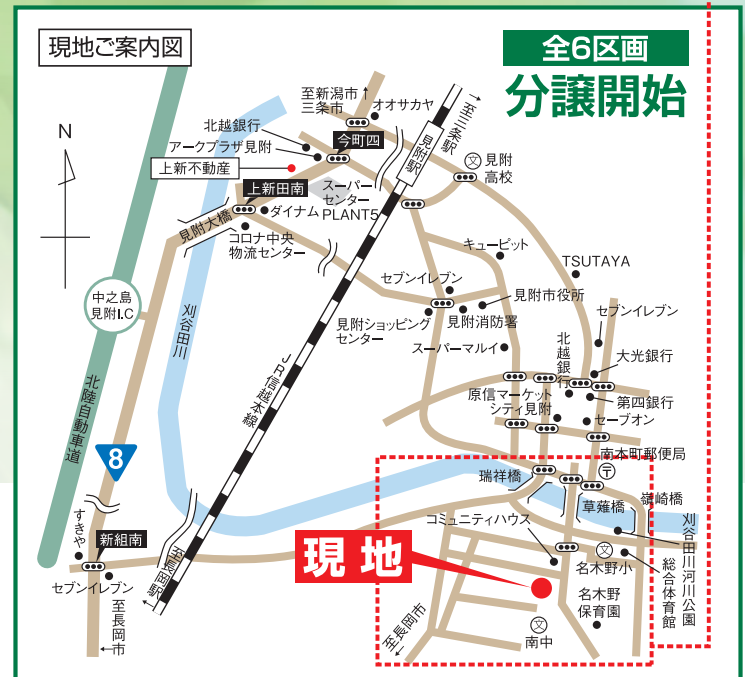 現地ご案内図
全6区画
分譲開始
至新潟市↑
三条市
オオサカヤ
→至三条駅
北越銀行
アークプラザ見附
今町四
見附駅
文
見附
高校
上新不動産
上新田南
スーパー
センター
PLANT5
ダイナム
見附大橋
コロナ中央
物流センター
キューピット
TSUTAYA
N
中之島
見附I.C
刈谷田川
セブンイレブン
見附市役所
セブンイレブン
見附ショッピング
センター
見附消防署
スーパーマルイ
北越銀行
大光銀行
JR信越本線
北陸自動車道
原信マーケット
シティ見附
第四銀行
セーブオン
8
南本町郵便局
〒
瑞祥橋
草薙橋
嶺崎橋
すきや
新組南
コミュニティハウス
刈谷田川河川公園
現地
文
名木野小
総合体育館
セブンイレブン
至長岡駅
←
至長岡市
←
名木野
保育園
文
南中
至長岡市
←